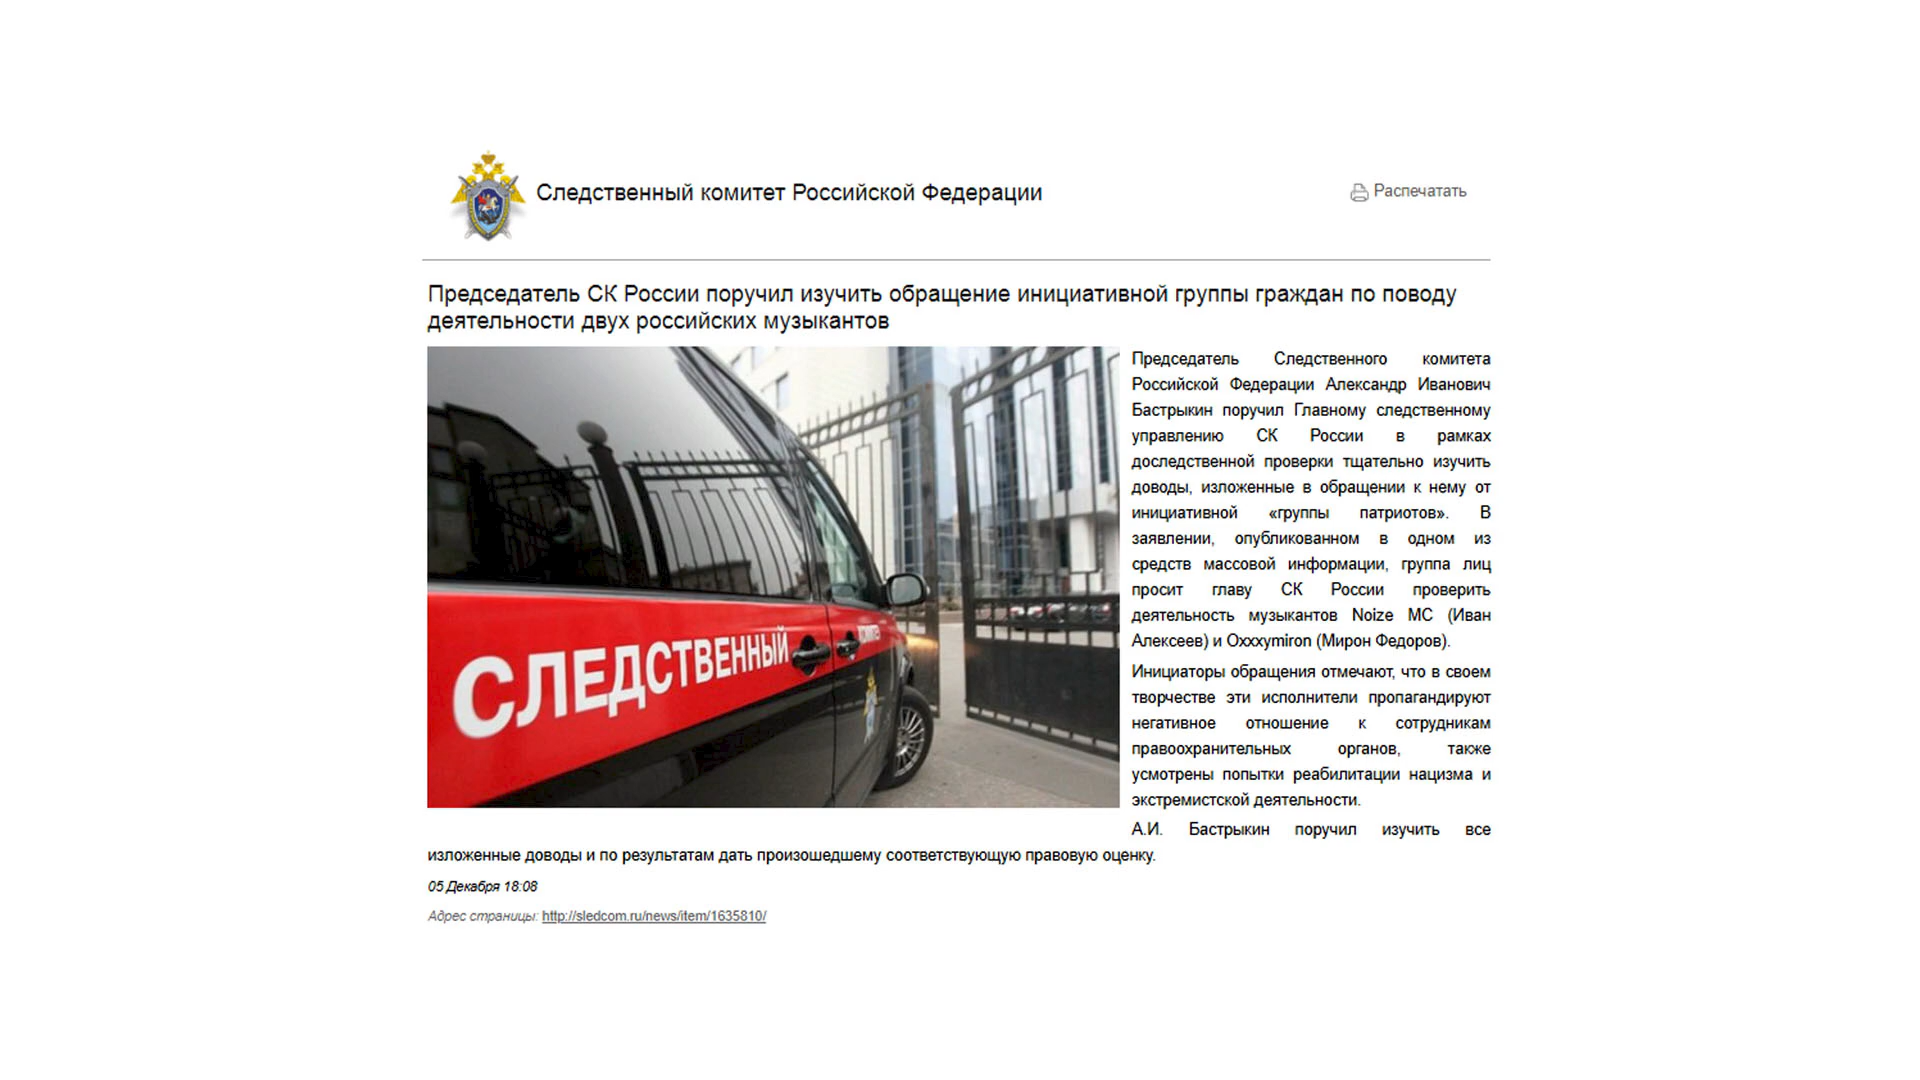 Следственный комитет Российской Федерации
Распечатать
Председатель СК России поручил изучить обращение инициативной группы граждан по поводу
деятельности двух российских музыкантов
Председатель Следственного комитета
Российской Федерации Александр Иванович
Бастрыкин поручил Главному следственному
управлению СК России в рамках
доследственной проверки тщательно изучить
доводы, изложенные в обращении к нему от
инициативной «группы патриотов». В
заявлении, опубликованном в одном из
средств массовой информации, группа лиц
просит главу СК России проверить
деятельность музыкантов Noize MC (Иван
Алексеев) и Oxxxymiron (Мирон Федоров).
Инициаторы обращения отмечают, что в своем
творчестве эти исполнители пропагандируют
негативное отношение к сотрудникам
правоохранительных органов, также
усмотрены попытки реабилитации нацизма и
экстремистской деятельности.
А.И. Бастрыкин поручил изучить все
изложенные доводы и по результатам дать произошедшему соответствующую правовую оценку.
05 Декабря 18:08
Адрес страницы: http://sledcom.ru/news/item/1635810/
СЛЕДСТВЕННЫЙ